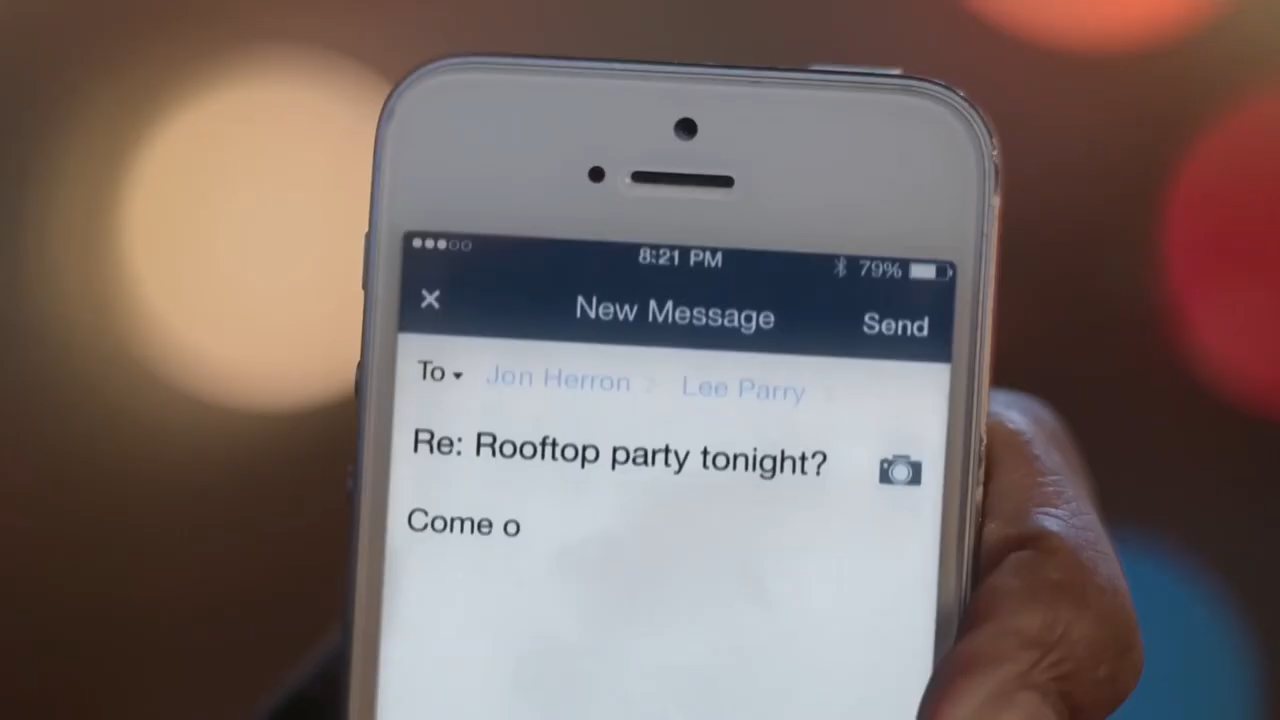 8:21 PM 79%
× New Message Send
To Jon Herron Lee Parry
Re: Rooftop party tonight?
Come o